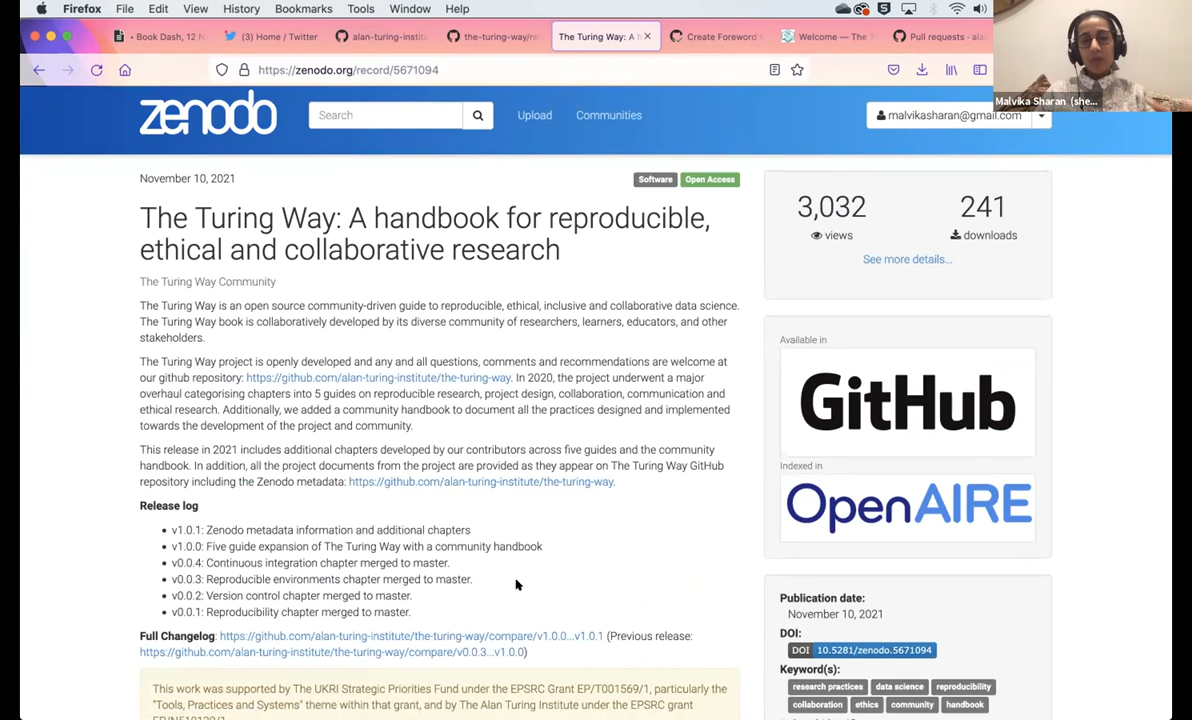 Firefox File Edit View History Bookmarks Tools Window Help
Book Dash, 12 N
(3) Home / Twitter
alan-turing-instit
the-turing-way/re
The Turing Way: A h
Create Foreword
Welcome — The T
Pull requests · ala
https://zenodo.org/record/5671094
Malvika Sharan (she...
zenodo
Search
Upload
Communities
malvikasharan@gmail.com
November 10, 2021
Software
Open Access
The Turing Way: A handbook for reproducible,
ethical and collaborative research
The Turing Way Community
The Turing Way is an open source community-driven guide to reproducible, ethical, inclusive and collaborative data science.
The Turing Way book is collaboratively developed by its diverse community of researchers, learners, educators, and other
stakeholders.
The Turing Way project is openly developed and any and all questions, comments and recommendations are welcome at
our github repository: https://github.com/alan-turing-institute/the-turing-way. In 2020, the project underwent a major
overhaul categorising chapters into 5 guides on reproducible research, project design, collaboration, communication and
ethical research. Additionally, we added a community handbook to document all the practices designed and implemented
towards the development of the project and community.
This release in 2021 includes additional chapters developed by our contributors across five guides and the community
handbook. In addition, all the project documents from the project are provided as they appear on The Turing Way GitHub
repository including the Zenodo metadata: https://github.com/alan-turing-institute/the-turing-way.
Release log
• v1.0.1: Zenodo metadata information and additional chapters
• v1.0.0: Five guide expansion of The Turing Way with a community handbook
• v0.0.4: Continuous integration chapter merged to master.
• v0.0.3: Reproducible environments chapter merged to master.
• v0.0.2: Version control chapter merged to master.
• v0.0.1: Reproducibility chapter merged to master.
Full Changelog: https://github.com/alan-turing-institute/the-turing-way/compare/v1.0.0...v1.0.1 (Previous release:
https://github.com/alan-turing-institute/the-turing-way/compare/v0.0.3...v1.0.0)
This work was supported by The UKRI Strategic Priorities Fund under the EPSRC Grant EP/T001569/1, particularly the
"Tools, Practices and Systems" theme within that grant, and by The Alan Turing Institute under the EPSRC grant
3,032
views
241
downloads
See more details...
Available in
GitHub
Indexed in
OpenAIRE
Publication date:
November 10, 2021
DOI:
DOI 10.5281/zenodo.5671094
Keyword(s):
research practices
data science
reproducibility
collaboration
ethics
community
handbook